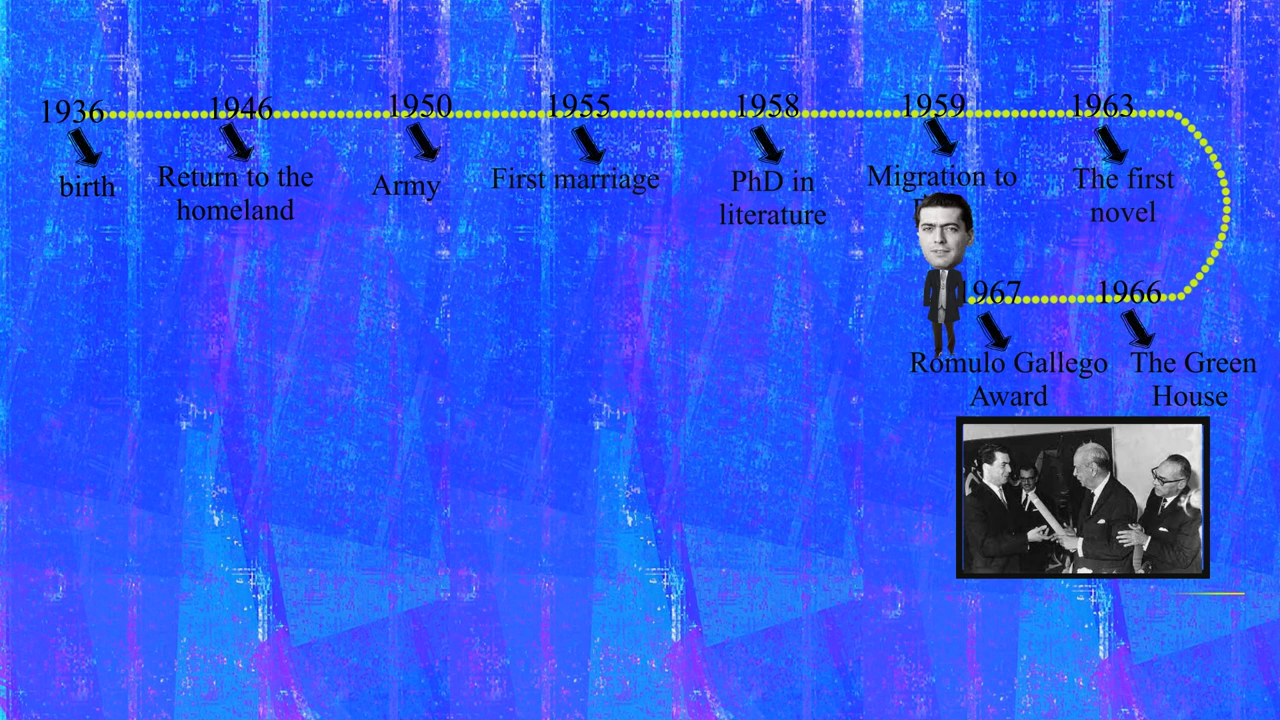 1936
birth
1946
Return to the
homeland
1950
Army
1955
First marriage
1958
PhD in
literature
1959
Migration to
1963
The first
novel
1967
Romulo Gallego
Award
1966
The Green
House